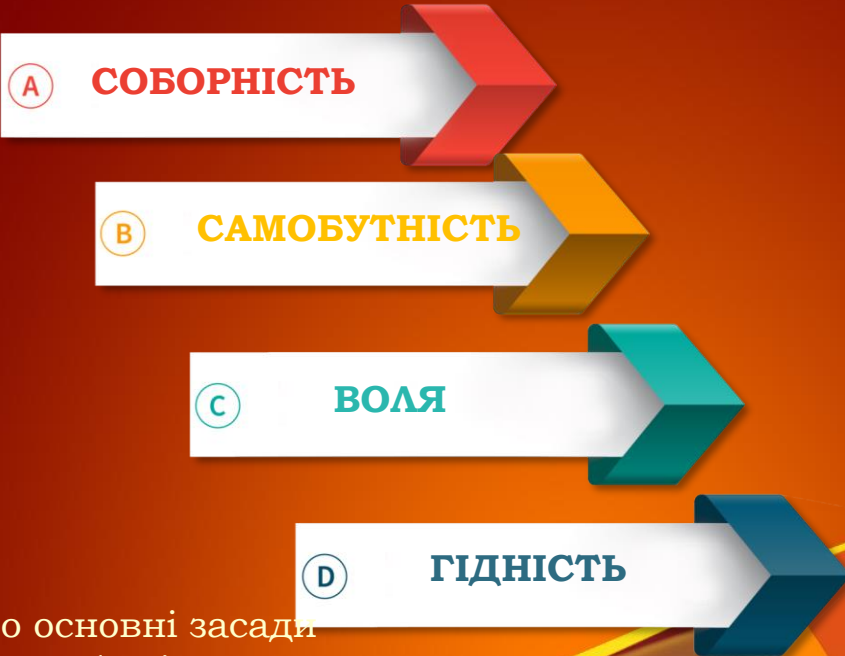 A СОБОРНІСТЬ
B САМОБУТНІСТЬ
C ВОЛЯ
D ГІДНІСТЬ
о основні засади